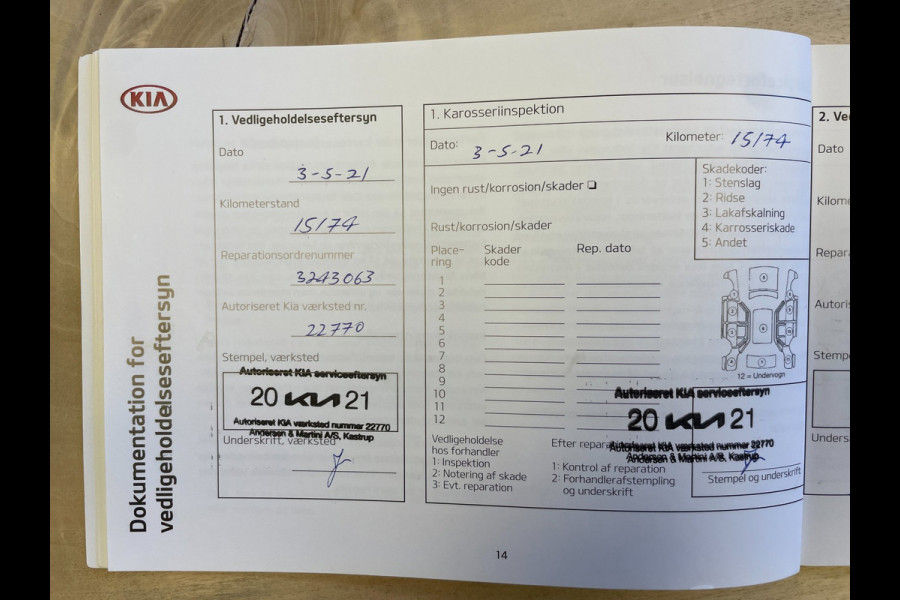 KIA
Dokumentation for
vedligeholdelseseftersyn
1. Vedligeholdelseseftersyn
Dato
3-5-21
Kilometerstand
15174
Reparationsordrenummer
3243063
Autoriseret Kia værksted nr.
22770
Stempel, værksted
Autoriseret KIA serviceeftersyn
20 KIA 21
Autoriseret KIA værksted nummer 22770
Andersen & Martini A/S, Kastrup
Underskrift, værksted
1. Karosseriinspektion
Dato: 3-5-21
Kilometer: 15174
Ingen rust/korrosion/skader ❏
Skadekoder:
1: Stenslag
2: Ridse
3: Lakafskalning
4: Karrosseriskade
5: Andet
Rust/korrosion/skader
Place-
ring
Skader
kode
Rep. dato
1
2
3
4
5
6
7
8
9
10
11
12
12 = Undervogn
Autoriseret KIA serviceeftersyn
20 KIA 21
Autoriseret KIA værksted nummer 22770
Andersen & Martini A/S, Kastrup
Vedligeholdelse
hos forhandler
1: Inspektion
2: Notering af skade
3: Evt. reparation
Efter repara
1: Kontrol af reparation
2: Forhandlerafstempling
og underskrift
Stempel og underskrift
2. Ve
Dato
Kilom
Repar
Autori
Stemp
Unders
14